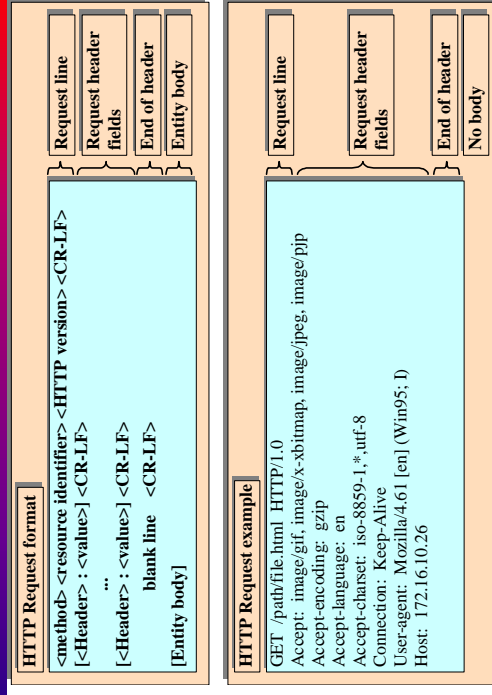 HTTP Request format
<method> <resource identifier> <HTTP version> <CR-LF>
[<Header> : <value>] <CR-LF>
...
[<Header> : <value>] <CR-LF>
blank line <CR-LF>
[Entity body]
Request line
Request header
fields
End of header
Entity body
HTTP Request example
GET /path/file.html HTTP/1.0
Accept: image/gif, image/x-xbitmap, image/jpeg, image/pjp
Accept-encoding: gzip
Accept-language: en
Accept-charset: iso-8859-1,*,utf-8
Connection: Keep-Alive
User-agent: Mozilla/4.61 [en] (Win95; I)
Host: 172.16.10.26
Request line
Request header
fields
End of header
No body